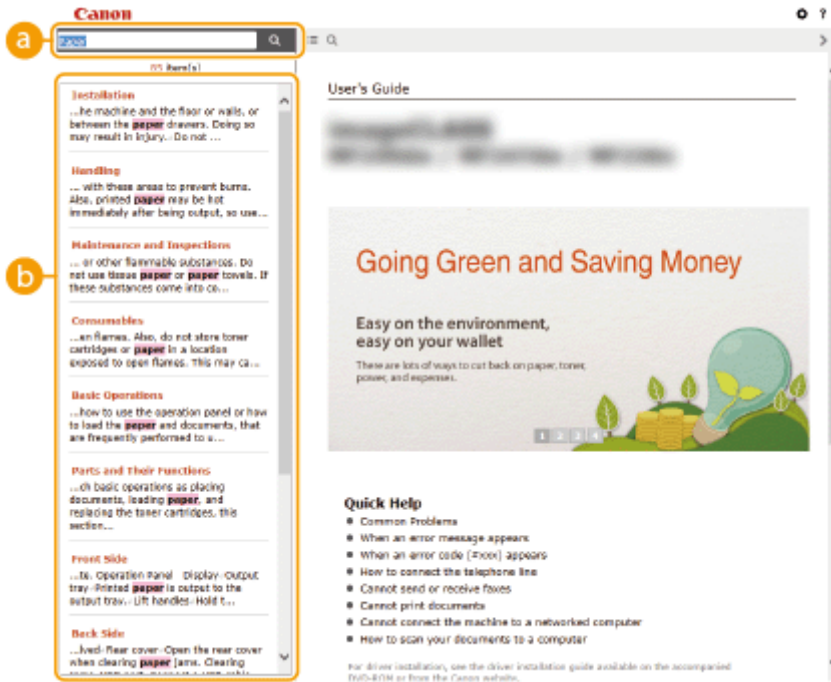 Canon
?
a
Paper
item[s]
b
Installation
...he machine and the floor or walls, or
between the paper drawers. Doing so
may result in injury. Do not ...
Handling
... with these areas to prevent burns.
Also, printed paper may be hot
immediately after being output, so use...
Maintenance and Inspections
... or other flammable substances. Do
not use tissue paper or paper towels. If
these substances come into co...
Consumables
...en flames. Also, do not store toner
cartridges or paper in a location
exposed to open flames. This may ca...
Basic Operations
...how to use the operation panel or how
to load the paper and documents, that
are frequently performed to u...
Parts and Their Functions
...ch basic operations as placing
documents, loading paper, and
replacing the toner cartridges, this
section...
Front Side
...te. Operation Panel Display-Output
tray-Printed paper is output to the
output tray.-Lift handles-Hold t...
Back Side
...ived-Rear cover-Open the rear cover
when clearing paper jams. Clearing
User's Guide
Going Green and Saving Money
Easy on the environment,
easy on your wallet
There are lots of ways to cut back on paper, toner,
power, and expenses.
1 2 3 4
Quick Help
Common Problems
When an error message appears
When an error code (#xxx) appears
How to connect the telephone line
Cannot send or receive faxes
Cannot print documents
Cannot connect the machine to a networked computer
How to scan your documents to a computer
For driver installation, see the driver installation guide available on the accompanied
DVD-ROM or from the Canon website.